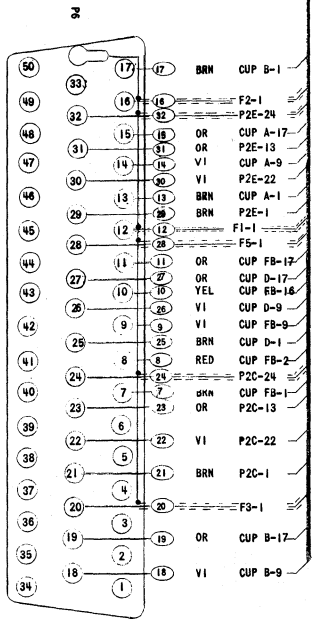 P6
50 17 17 BRN CUP B-1
33
49 16 16 F2-1
32 32 P2E-24
48 15 15 OR CUP A-17
31 31 OR P2E-13
47 14 14 VI CUP A-9
30 30 VI P2E-22
46 13 13 BRN CUP A-1
29 29 BRN P2E-1
45 12 12 F1-1
28 28 F5-1
44 11 11 OR CUP FB-17
27 27 OR CUP D-17
43 10 10 YEL CUP FB-16
26 26 VI CUP D-9
42 9 9 VI CUP FB-9
25 25 BRN CUP D-1
41 8 8 RED CUP FB-2
24 24 P2C-24
40 7 7 BRN CUP FB-1
23 23 OR P2C-13
39 6
22 22 VI P2C-22
38 5
21 21 BRN P2C-1
37 4
20 20 F3-1
36 3
19 19 OR CUP B-17
35 2
18 18 VI CUP B-9
34 1